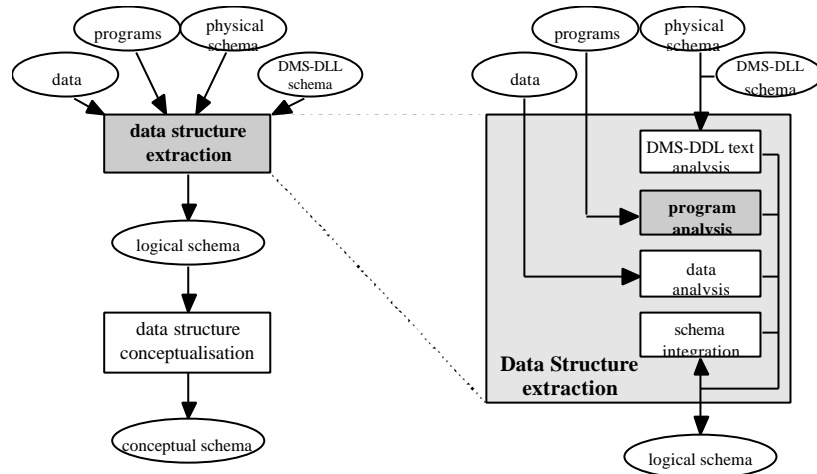 programs
physical
schema
data
DMS-DLL
schema
data structure
extraction
logical schema
data structure
conceptualisation
conceptual schema
programs
physical
schema
data
DMS-DLL
schema
DMS-DDL text
analysis
program
analysis
data
analysis
schema
integration
Data Structure
extraction
logical schema